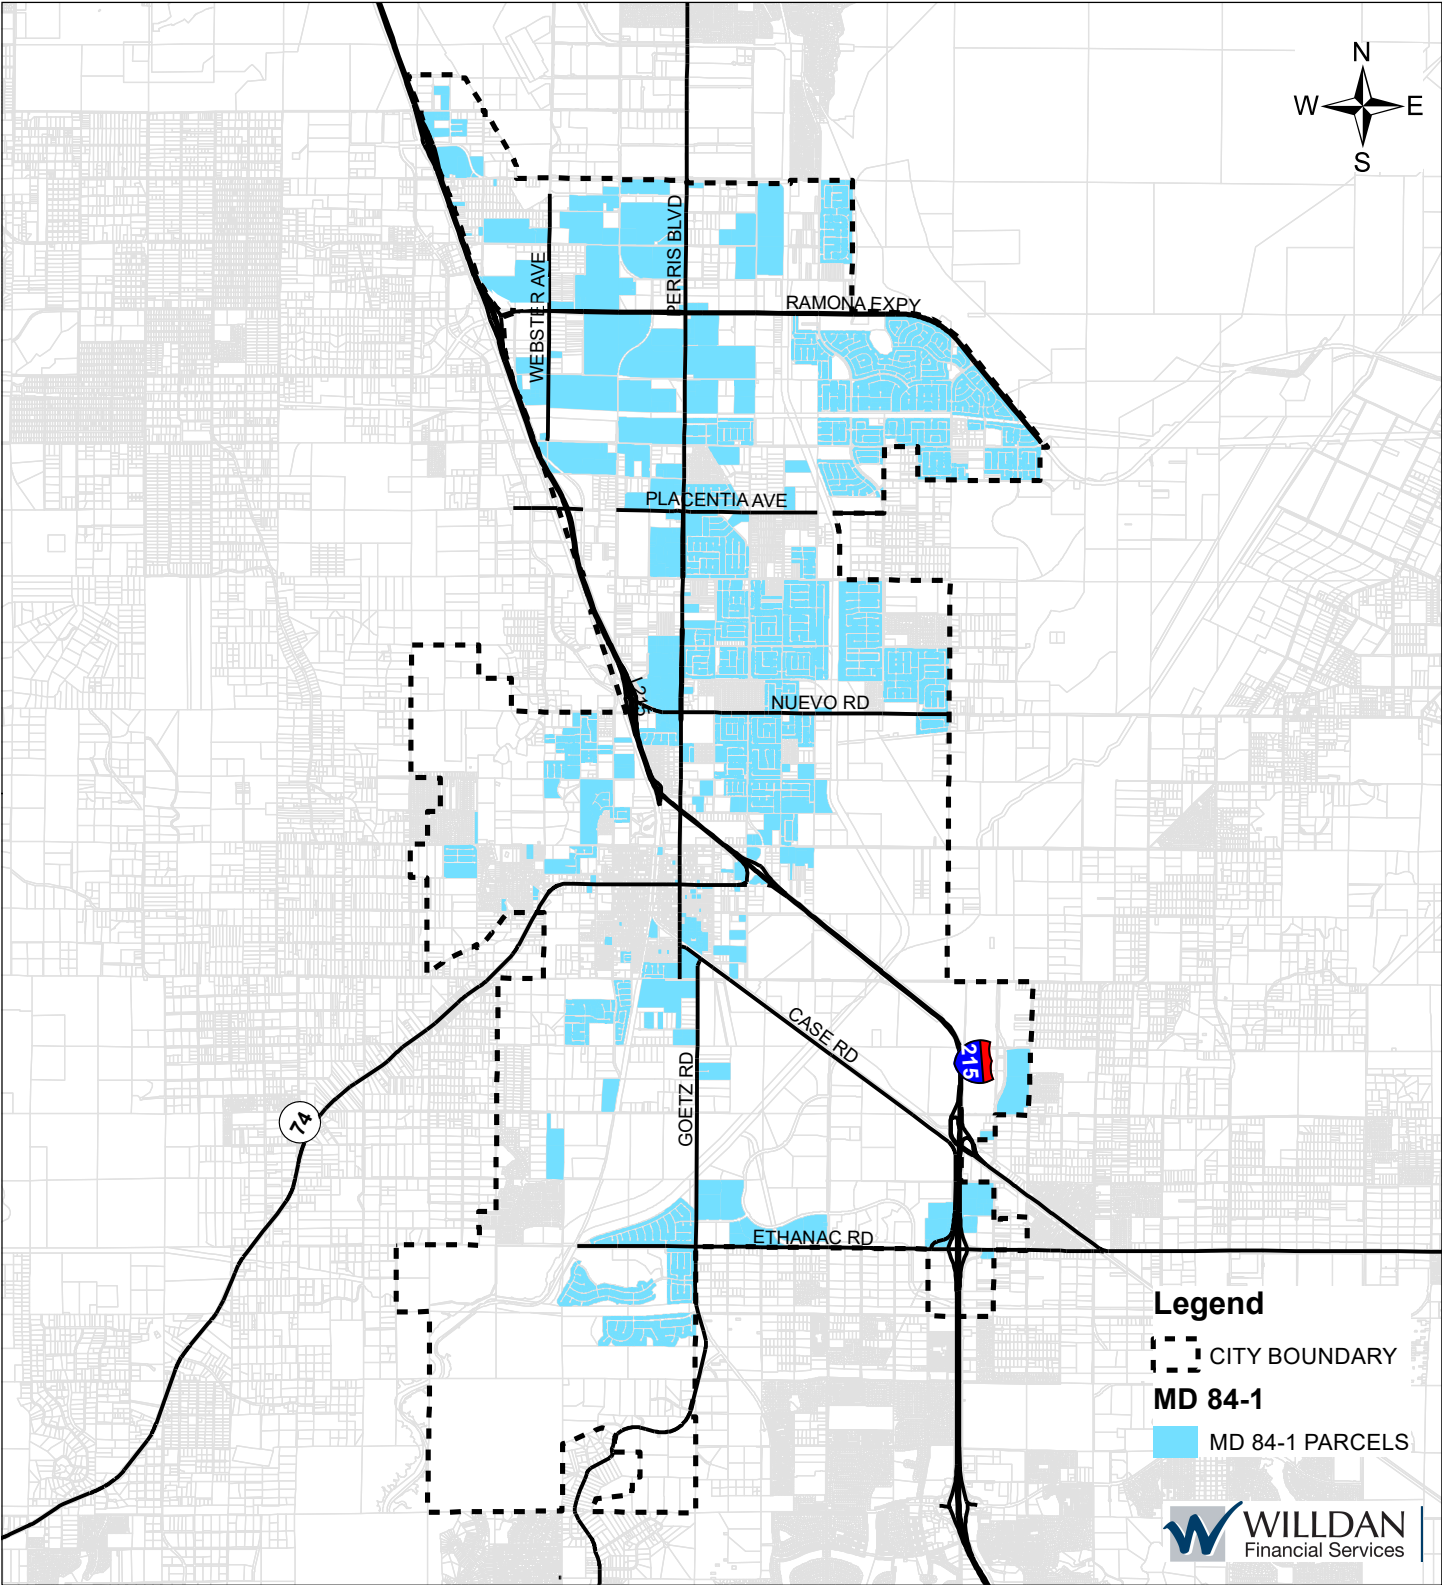 N
W E
S
PERRIS BLVD
WEBSTER AVE
RAMONA EXPY
PLACENTIA AVE
I 215
NUEVO RD
CASE RD
215
GOETZ RD
74
ETHANAC RD
Legend
CITY BOUNDARY
MD 84-1
MD 84-1 PARCELS
WILLDAN
Financial Services